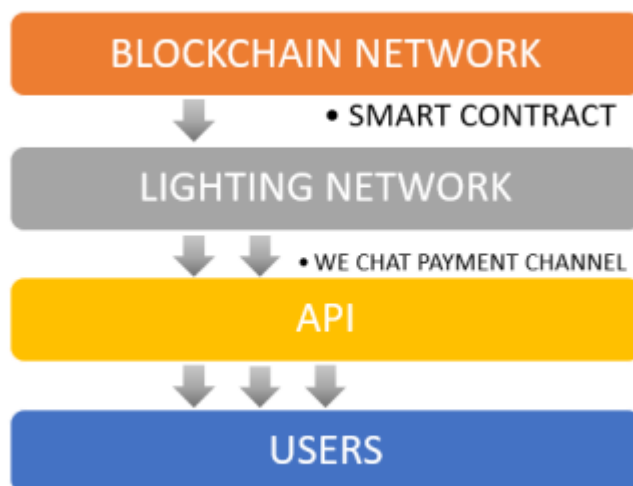 BLOCKCHAIN NETWORK
• SMART CONTRACT
LIGHTING NETWORK
• WE CHAT PAYMENT CHANNEL
API
USERS